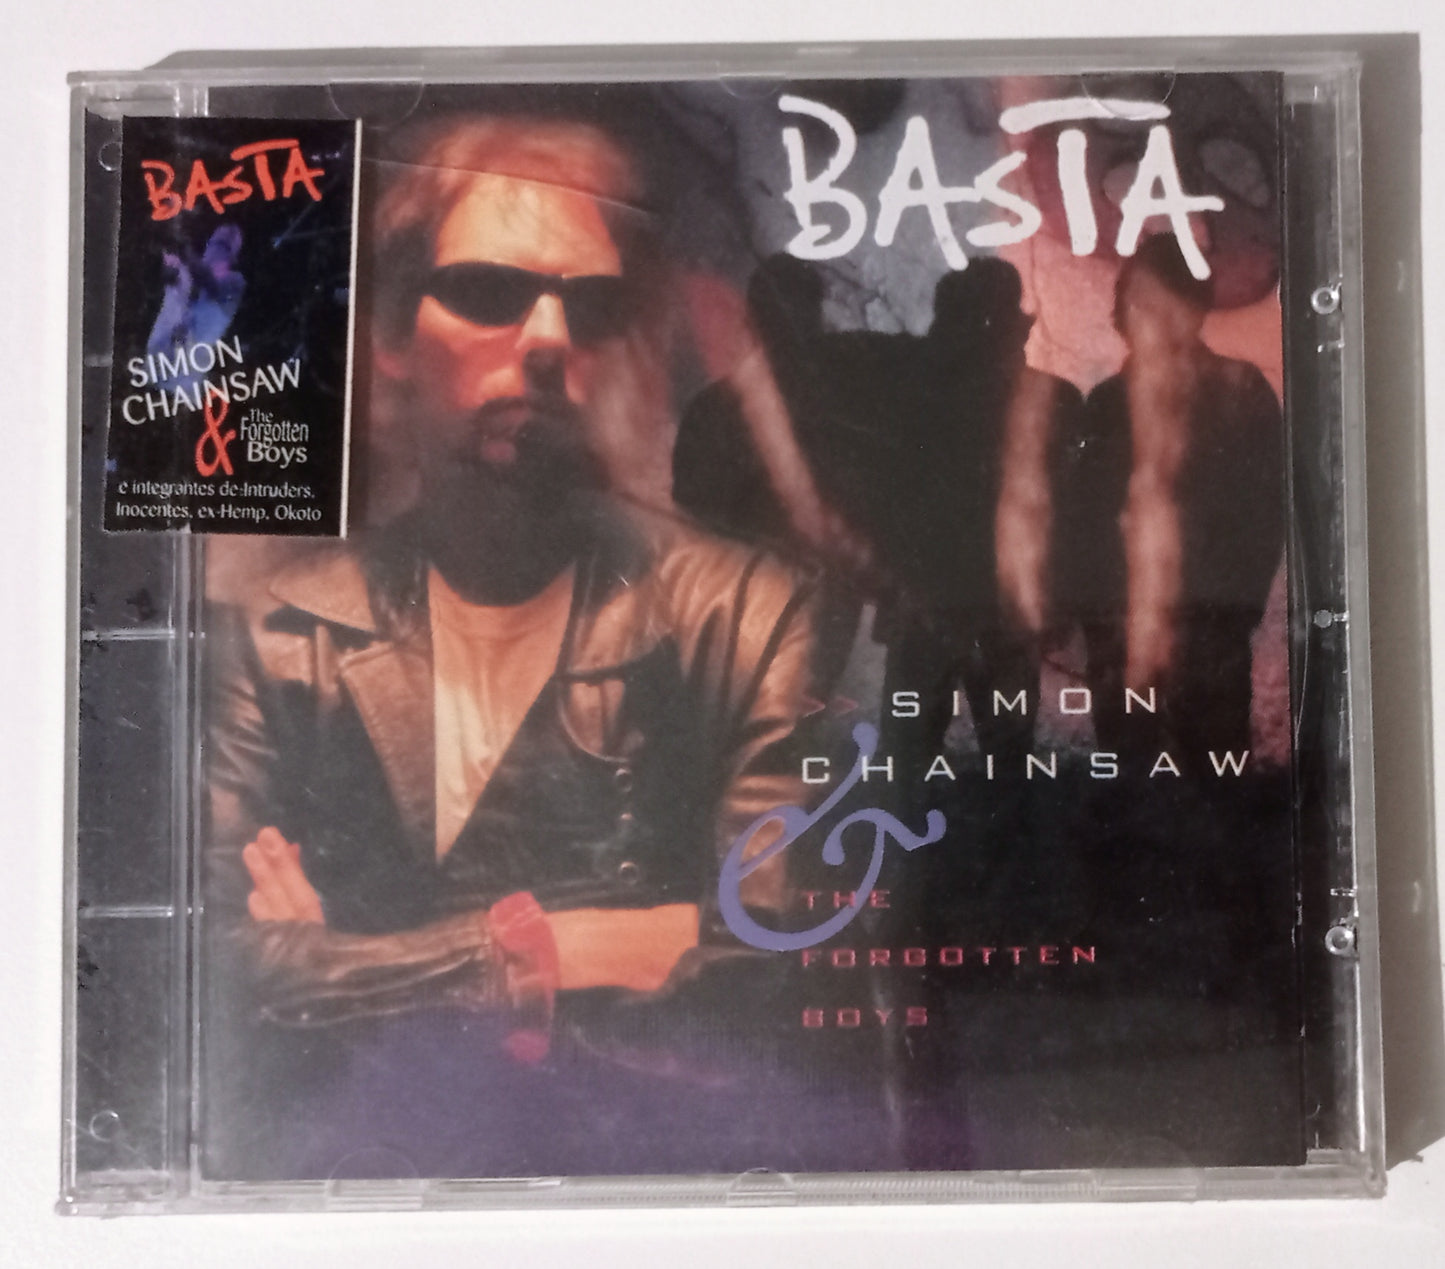 BASTA
SIMON
CHAINSAW
& The
Forgotten
Boys
e integrantes de:Intruders,
Inocentes, ex-Hemp, Okoto
BASTA
SIMON
CHAINSAW
&
THE
FORGOTTEN
BOYS